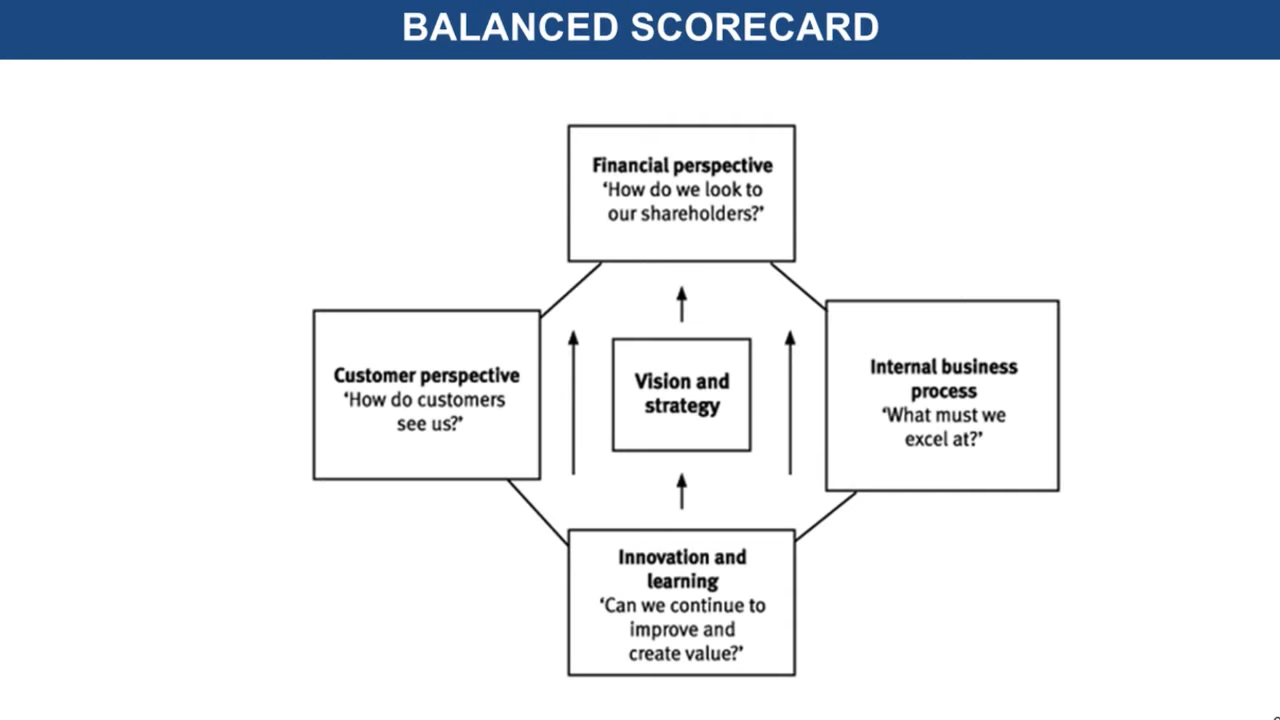 BALANCED SCORECARD
Financial perspective
‘How do we look to
our shareholders?’
Customer perspective
‘How do customers
see us?’
Vision and
strategy
Internal business
process
‘What must we
excel at?’
Innovation and
learning
‘Can we continue to
improve and
create value?’